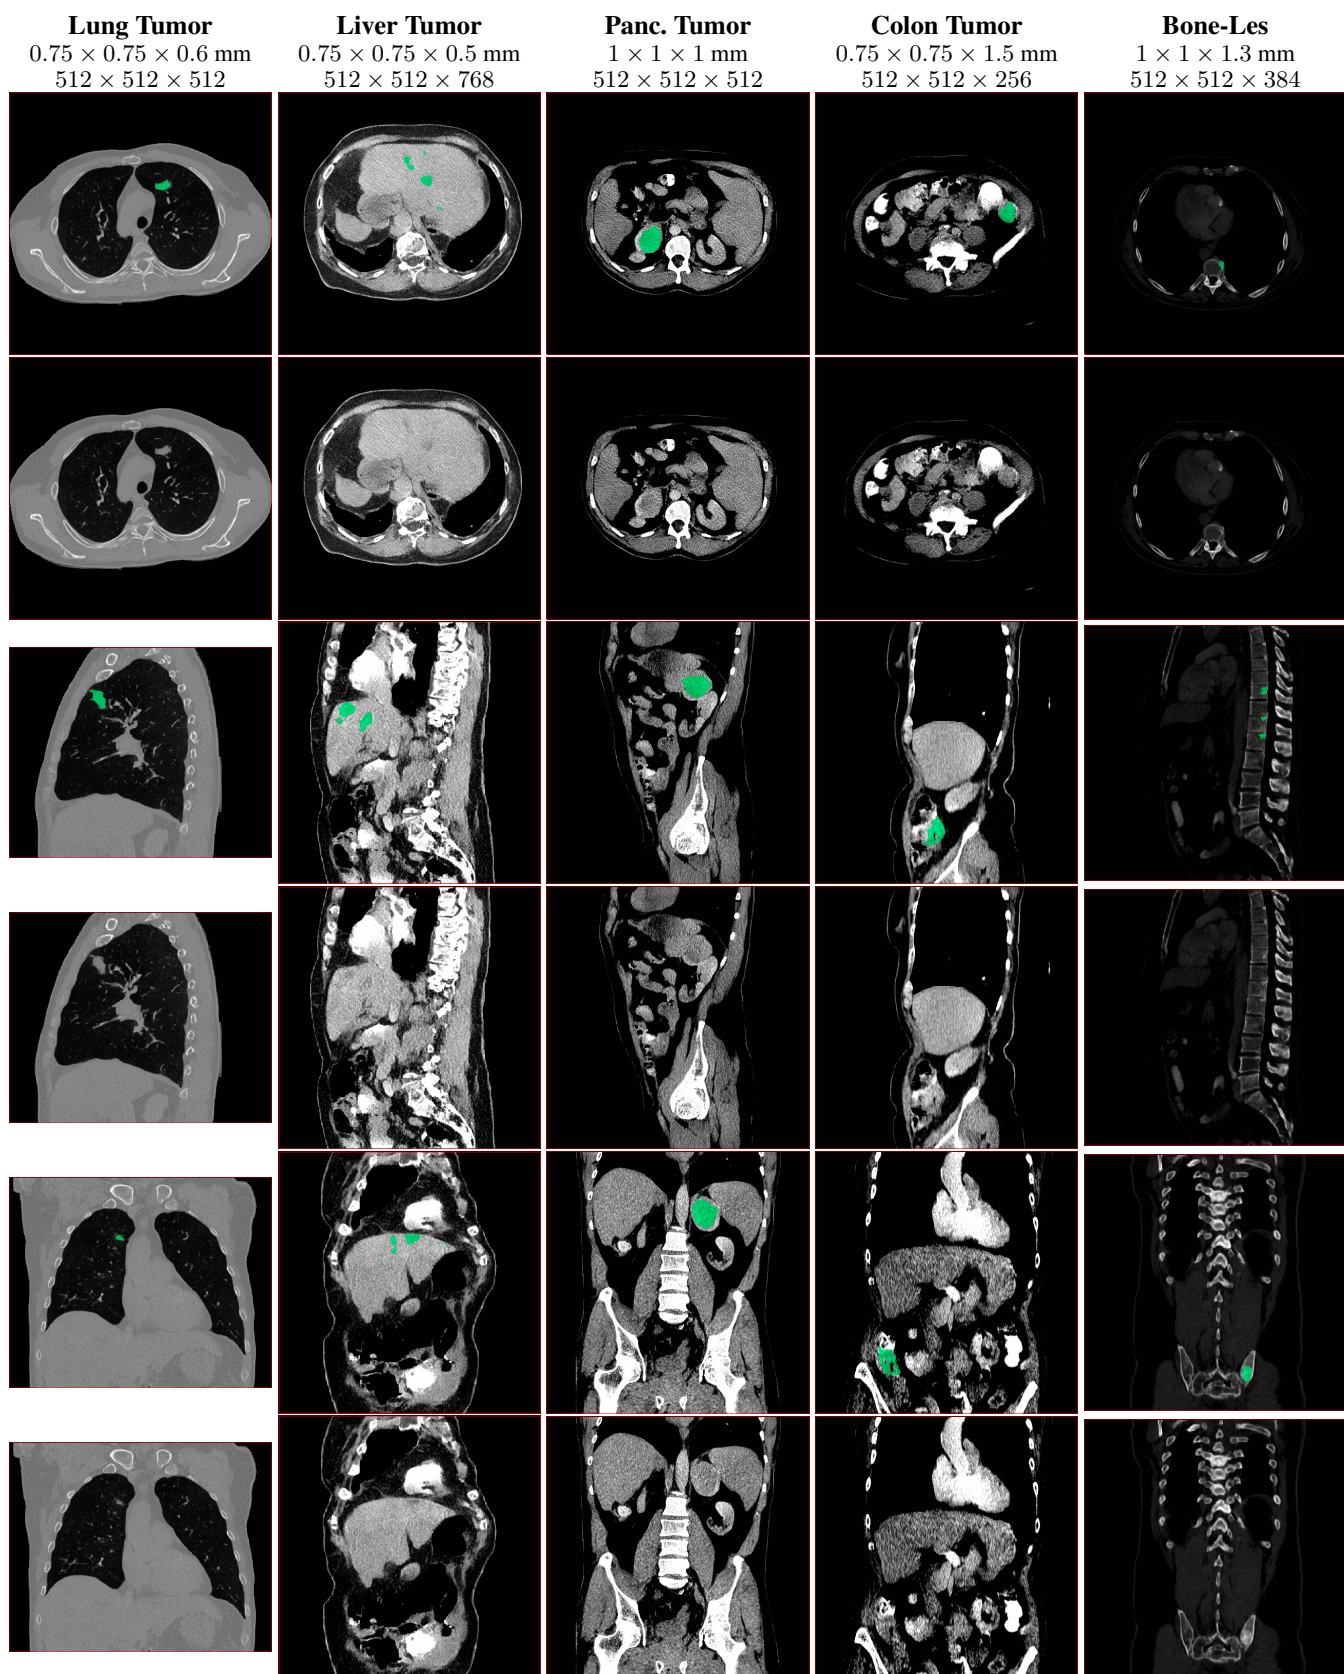 Lung Tumor
0.75 × 0.75 × 0.6 mm
512 × 512 × 512
Liver Tumor
0.75 × 0.75 × 0.5 mm
512 × 512 × 768
Panc. Tumor
1 × 1 × 1 mm
512 × 512 × 512
Colon Tumor
0.75 × 0.75 × 1.5 mm
512 × 512 × 256
Bone-Les
1 × 1 × 1.3 mm
512 × 512 × 384